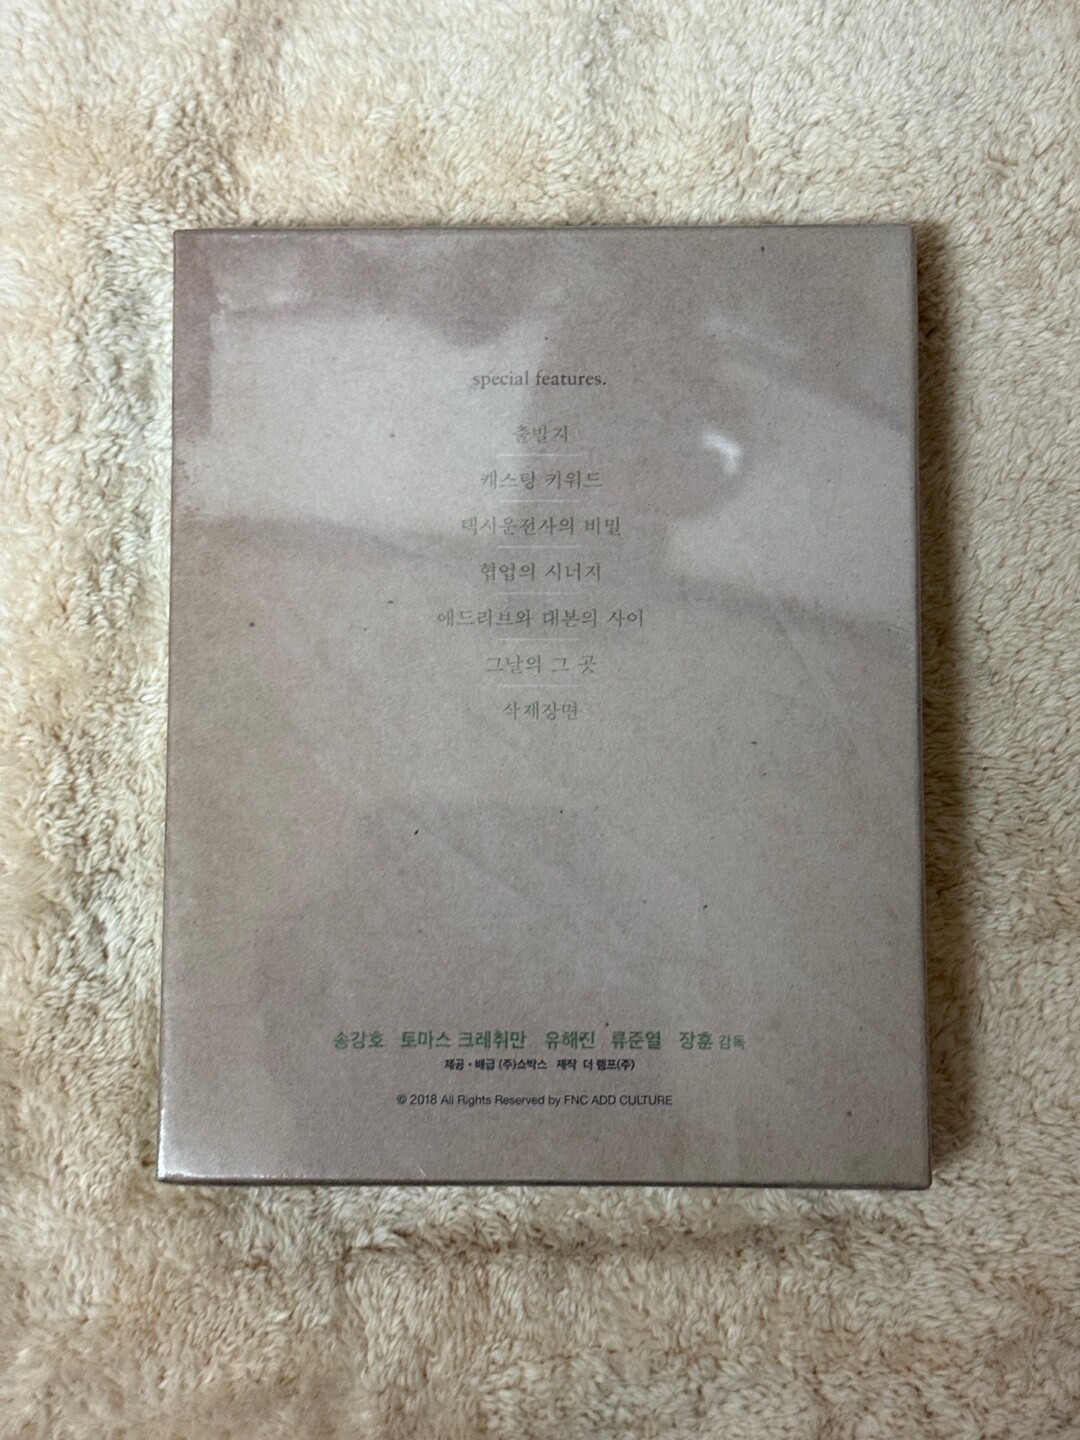 special features.
출발지
캐스팅 키워드
택시운전사의 비밀
협업의 시너지
애드리브와 대본의 사이
그날의 그 곳
삭제장면
송강호 토마스 크레취만 유해진 류준열 장훈 감독
제공·배급 (주)쇼박스 제작 더 램프(주)
© 2018 All Rights Reserved by FNC ADD CULTURE